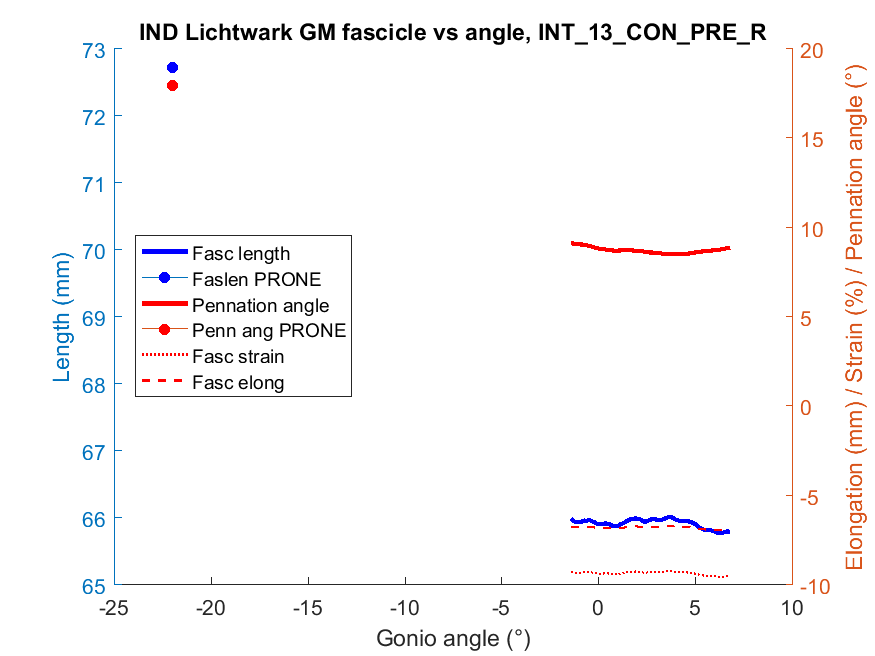 IND Lichtwark GM fascicle vs angle, INT_13_CON_PRE_R
73
72
71
70
69
68
67
66
65
Length (mm)
20
15
10
5
0
-5
-10
Elongation (mm) / Strain (%) / Pennation angle (°)
Fasc length
Faslen PRONE
Pennation angle
Penn ang PRONE
Fasc strain
Fasc elong
-25
-20
-15
-10
-5
0
5
10
Gonio angle (°)